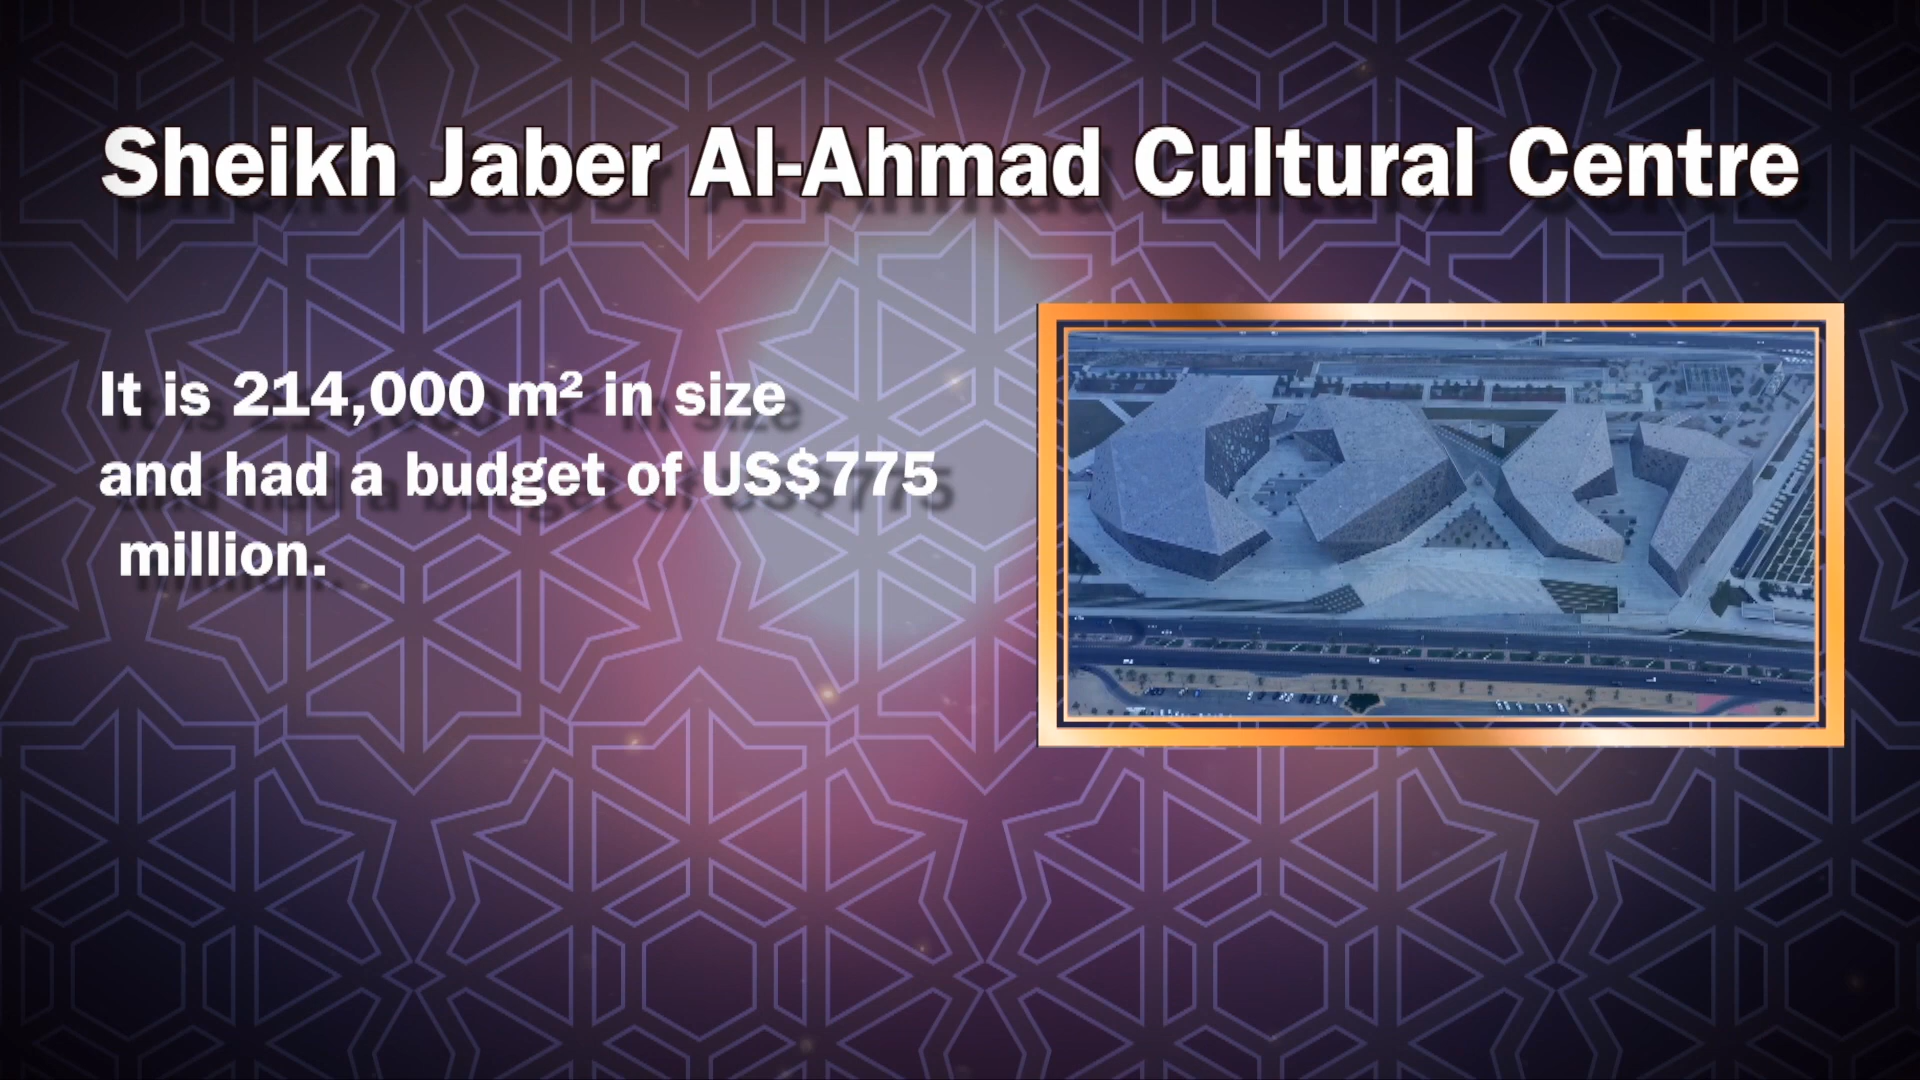 Sheikh Jaber Al-Ahmad Cultural Centre
It is 214,000 m² in size
and had a budget of US$775
million.